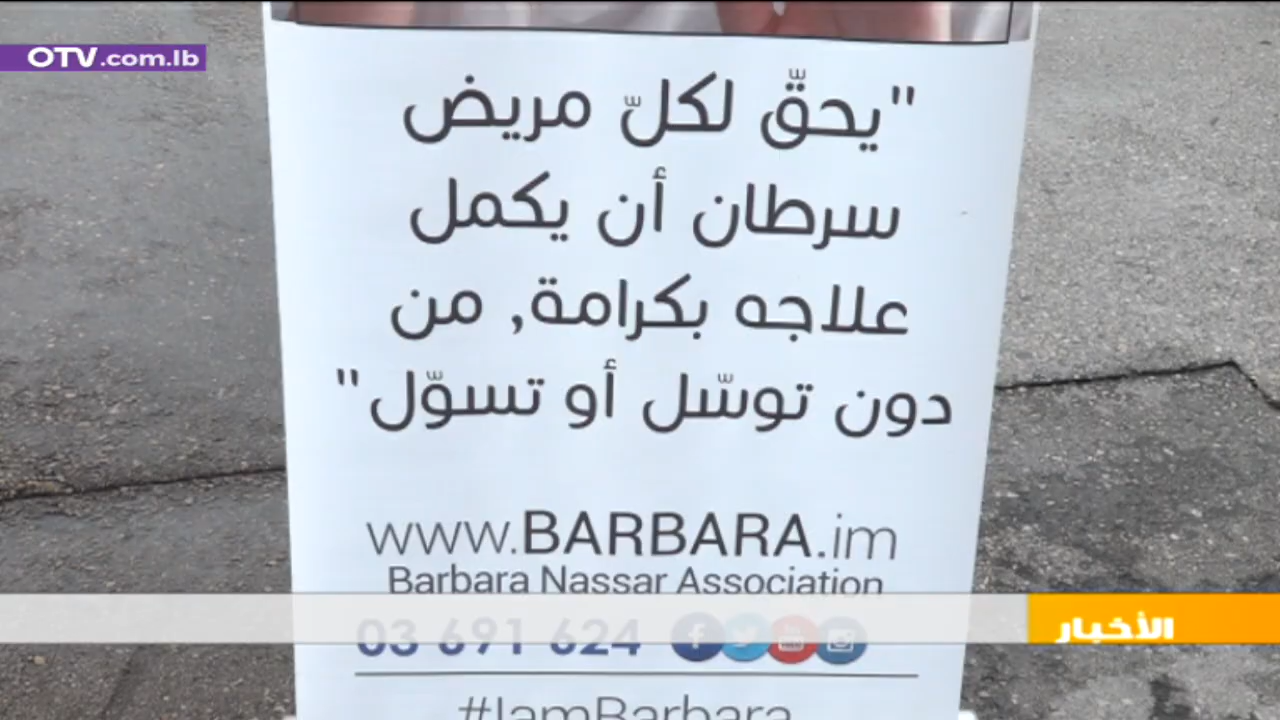 OTV.com.lb
"يحقّ لكلّ مريض
سرطان أن يكمل
علاجه بكرامة, من
دون توسّل أو تسوّل"
www.BARBARA.im
Barbara Nassar Association
03 691 624
الأخبار
#IamBarbara